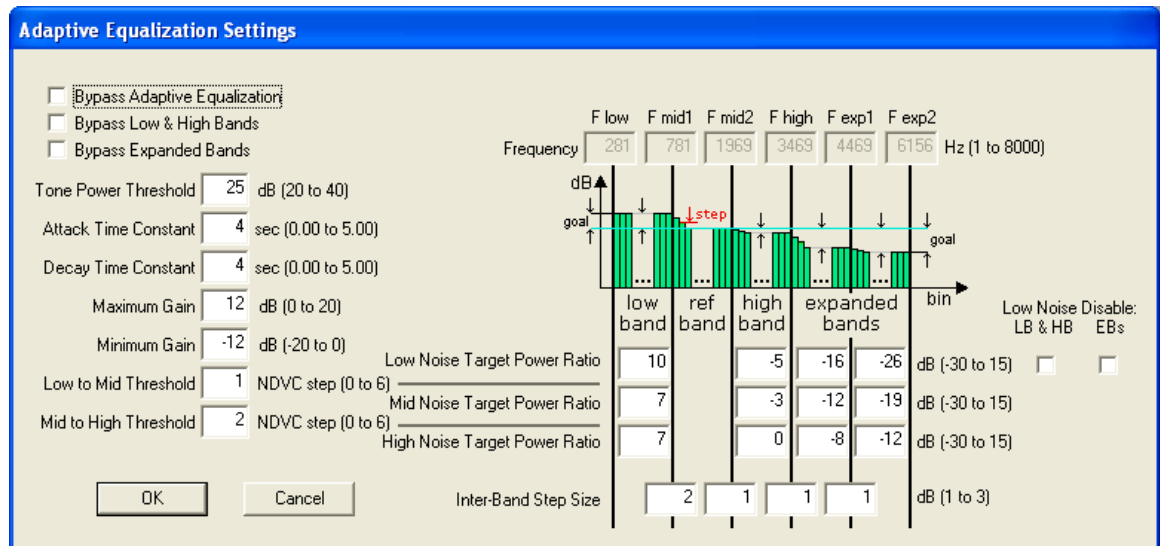 Adaptive Equalization Settings
Bypass Adaptive Equalization
Bypass Low & High Bands
Bypass Expanded Bands
F low F mid1 F mid2 F high F exp1 F exp2
Frequency 281 781 1969 3469 4469 6156 Hz (1 to 8000)
Tone Power Threshold 25 dB (20 to 40)
Attack Time Constant 4 sec (0.00 to 5.00)
Decay Time Constant 4 sec (0.00 to 5.00)
Maximum Gain 12 dB (0 to 20)
Minimum Gain -12 dB (-20 to 0)
Low to Mid Threshold 1 NDVC step (0 to 6)
Mid to High Threshold 2 NDVC step (0 to 6)
dB
goal
step
goal
... ... ... ... ...
bin
low band
ref band
high band
expanded bands
Low Noise Disable:
LB & HB EBs
Low Noise Target Power Ratio 10 -5 -16 -26 dB (-30 to 15)
Mid Noise Target Power Ratio 7 -3 -12 -19 dB (-30 to 15)
High Noise Target Power Ratio 7 0 -8 -12 dB (-30 to 15)
Inter-Band Step Size 2 1 1 1 dB (1 to 3)
OK Cancel